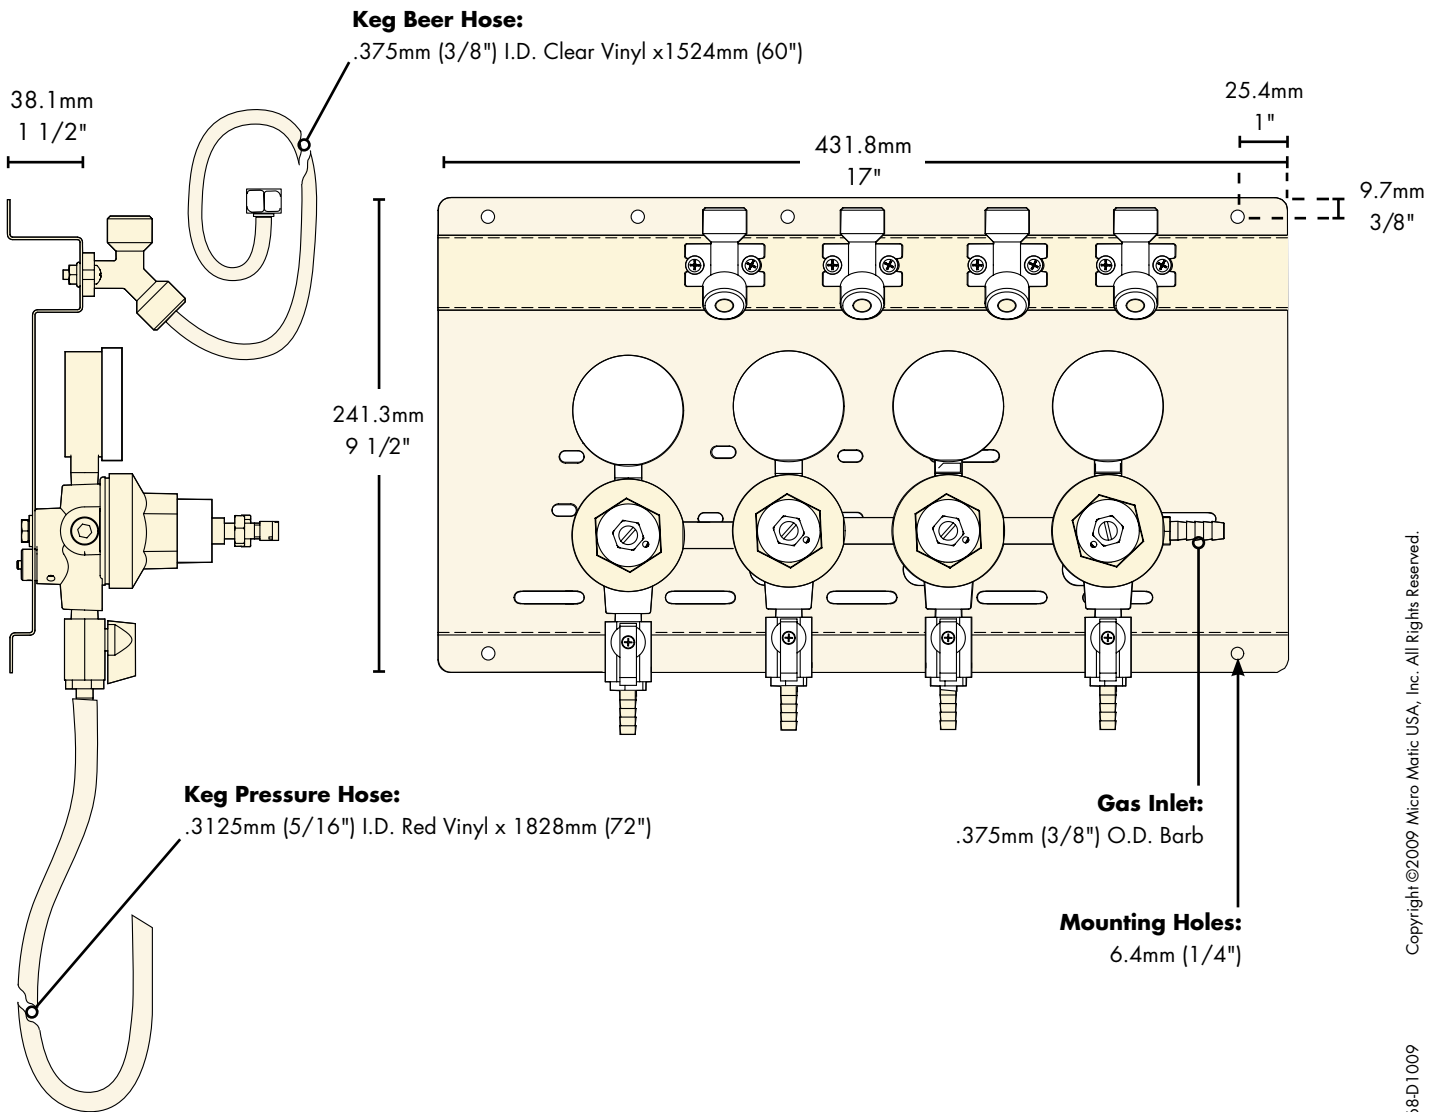 Keg Beer Hose:
.375mm (3/8") I.D. Clear Vinyl x1524mm (60")
38.1mm
1 1/2"
25.4mm
1"
431.8mm
17"
9.7mm
3/8"
241.3mm
9 1/2"
Keg Pressure Hose:
.3125mm (5/16") I.D. Red Vinyl x 1828mm (72")
Gas Inlet:
.375mm (3/8") O.D. Barb
Mounting Holes:
6.4mm (1/4")
Copyright ©2009 Micro Matic USA, Inc. All Rights Reserved.
68-D1009